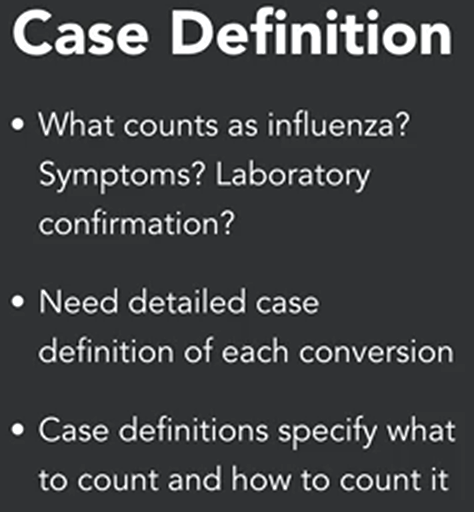 Case Definition
• What counts as influenza?
Symptoms? Laboratory
confirmation?
• Need detailed case
definition of each conversion
• Case definitions specify what
to count and how to count it